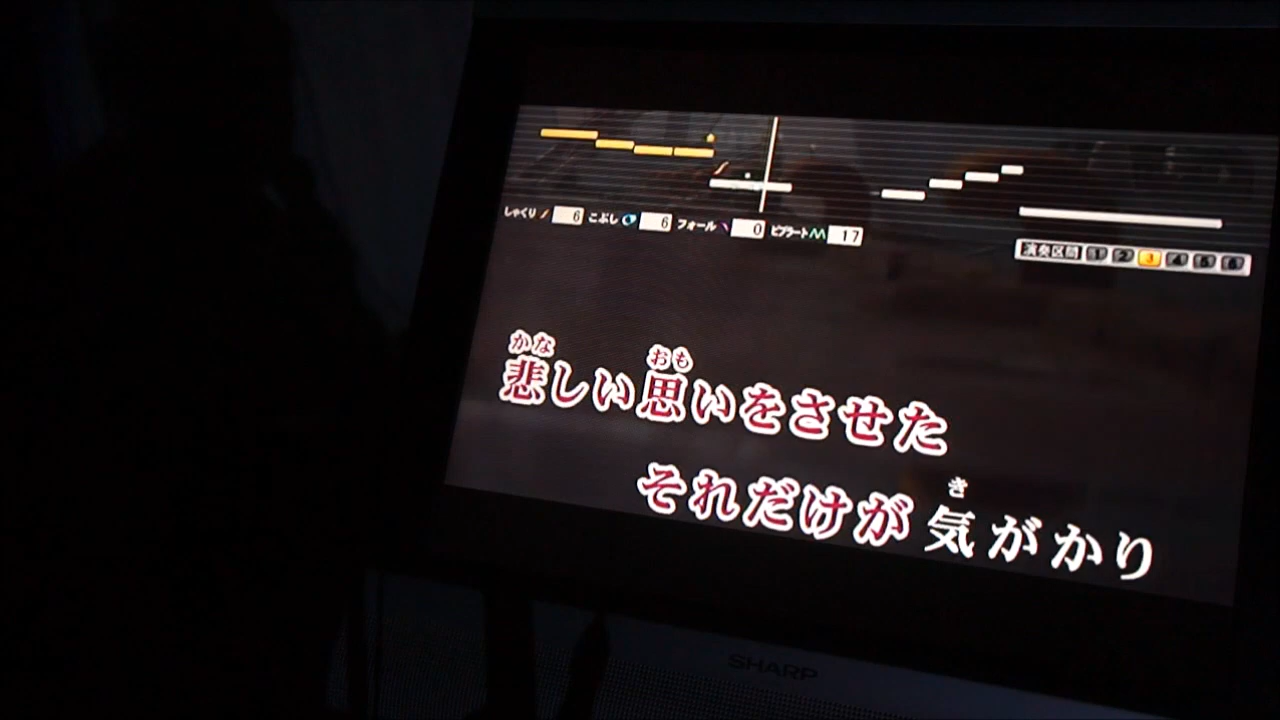 しゃくり 6 こぶし 6 フォール 0 ビブラート 17
演奏区間 1 2 3 4 5 6
かな おも
悲しい思いをさせた
き
それだけが気がかり
SHARP